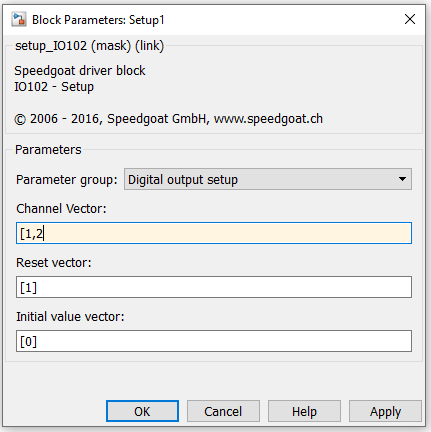 Block Parameters: Setup1
setup_IO102 (mask) (link)
Speedgoat driver block
IO102 - Setup
© 2006 - 2016, Speedgoat GmbH, www.speedgoat.ch
Parameters
Parameter group: Digital output setup
Channel Vector:
[1,2
Reset vector:
[1]
Initial value vector:
[0]
OK Cancel Help Apply